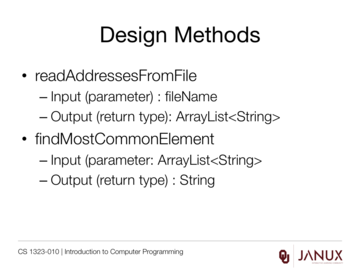 Design Methods
• readAddressesFromFile
– Input (parameter) : fileName
– Output (return type): ArrayList<String>
• findMostCommonElement
– Input (parameter: ArrayList<String>
– Output (return type) : String
CS 1323-010 | Introduction to Computer Programming
JANUX